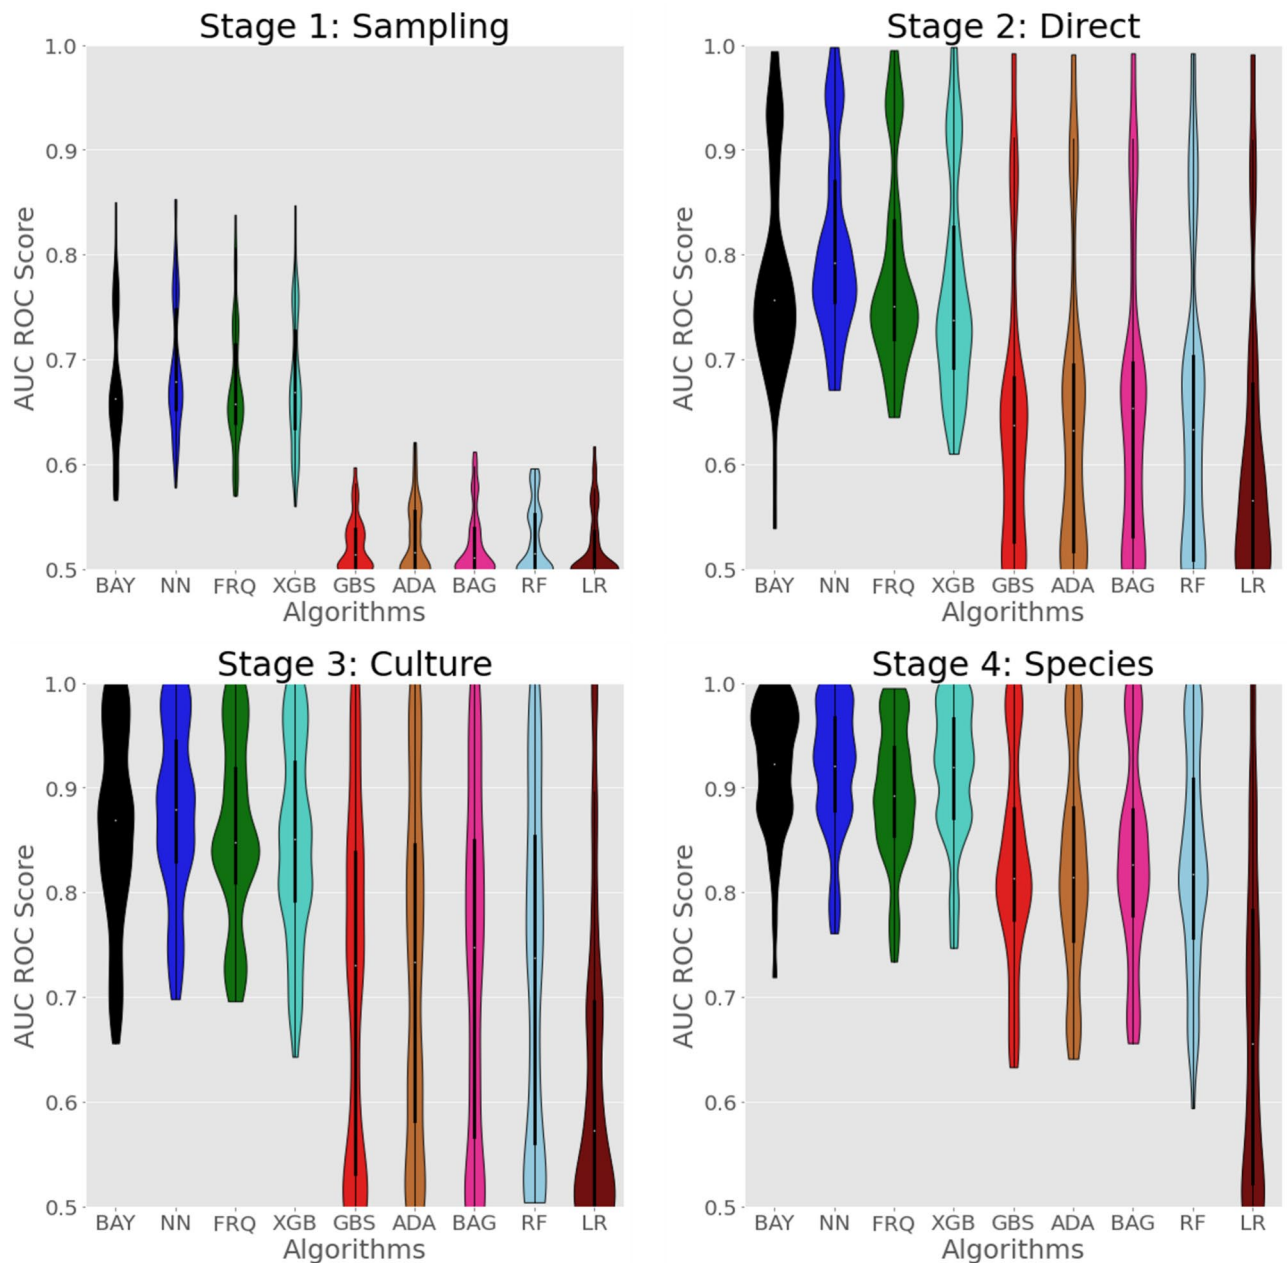 Stage 1: Sampling
1.0
0.9
0.8
0.7
0.6
0.5
AUC ROC Score
BAY NN FRQ XGB GBS ADA BAG RF LR
Algorithms
Stage 2: Direct
1.0
0.9
0.8
0.7
0.6
0.5
AUC ROC Score
BAY NN FRQ XGB GBS ADA BAG RF LR
Algorithms
Stage 3: Culture
1.0
0.9
0.8
0.7
0.6
0.5
AUC ROC Score
BAY NN FRQ XGB GBS ADA BAG RF LR
Algorithms
Stage 4: Species
1.0
0.9
0.8
0.7
0.6
0.5
AUC ROC Score
BAY NN FRQ XGB GBS ADA BAG RF LR
Algorithms